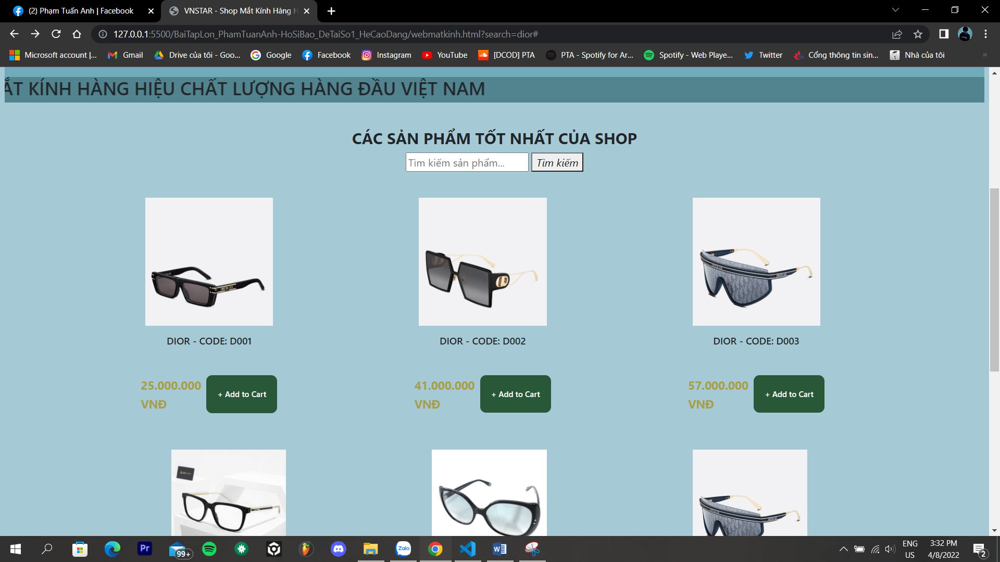 (2) Phạm Tuấn Anh | Facebook
VNSTAR - Shop Mắt Kính Hàng H
127.0.0.1:5500/BaiTapLon_PhamTuanAnh-HoSiBao_DeTaiSo1_HeCaoDang/webmatkinh.html?search=dior#
Microsoft account |...
Gmail
Drive của tôi - Goo...
Google
Facebook
Instagram
YouTube
[DCOD] PTA
PTA - Spotify for Ar...
Spotify - Web Playe...
Twitter
Cổng thông tin sin...
Nhà của tôi
ẮT KÍNH HÀNG HIỆU CHẤT LƯỢNG HÀNG ĐẦU VIỆT NAM
CÁC SẢN PHẨM TỐT NHẤT CỦA SHOP
Tìm kiếm sản phẩm... Tìm kiếm
DIOR - CODE: D001
DIOR - CODE: D002
DIOR - CODE: D003
25.000.000
VNĐ
+ Add to Cart
41.000.000
VNĐ
+ Add to Cart
57.000.000
VNĐ
+ Add to Cart
Pr
99+
Zalo
W
ENG
US
3:32 PM
4/8/2022
2